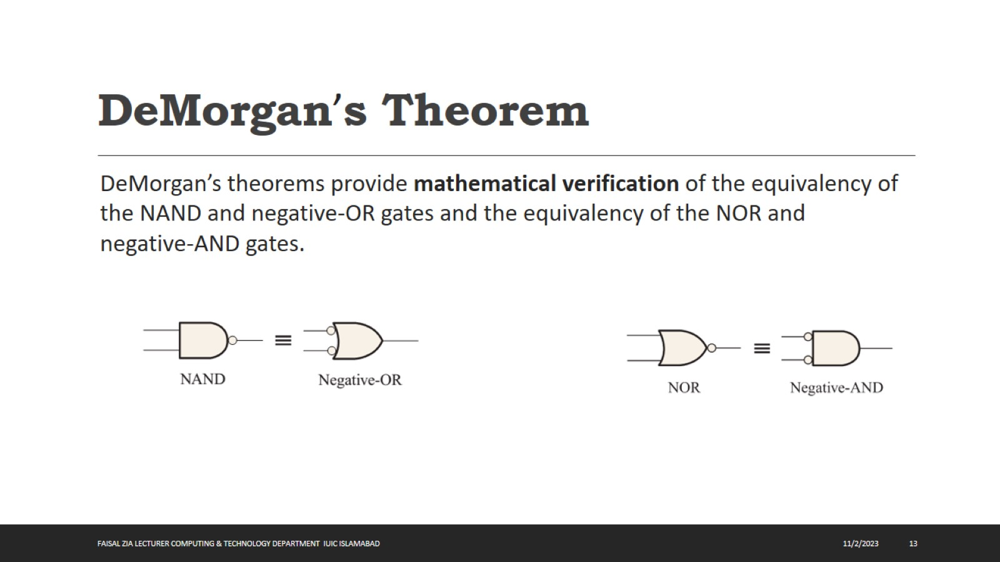 DeMorgan’s Theorem
DeMorgan’s theorems provide mathematical verification of the equivalency of
the NAND and negative-OR gates and the equivalency of the NOR and
negative-AND gates.
≡
NAND
Negative-OR
≡
NOR
Negative-AND
FAISAL ZIA LECTURER COMPUTING & TECHNOLOGY DEPARTMENT IUIC ISLAMABAD
11/2/2023
13